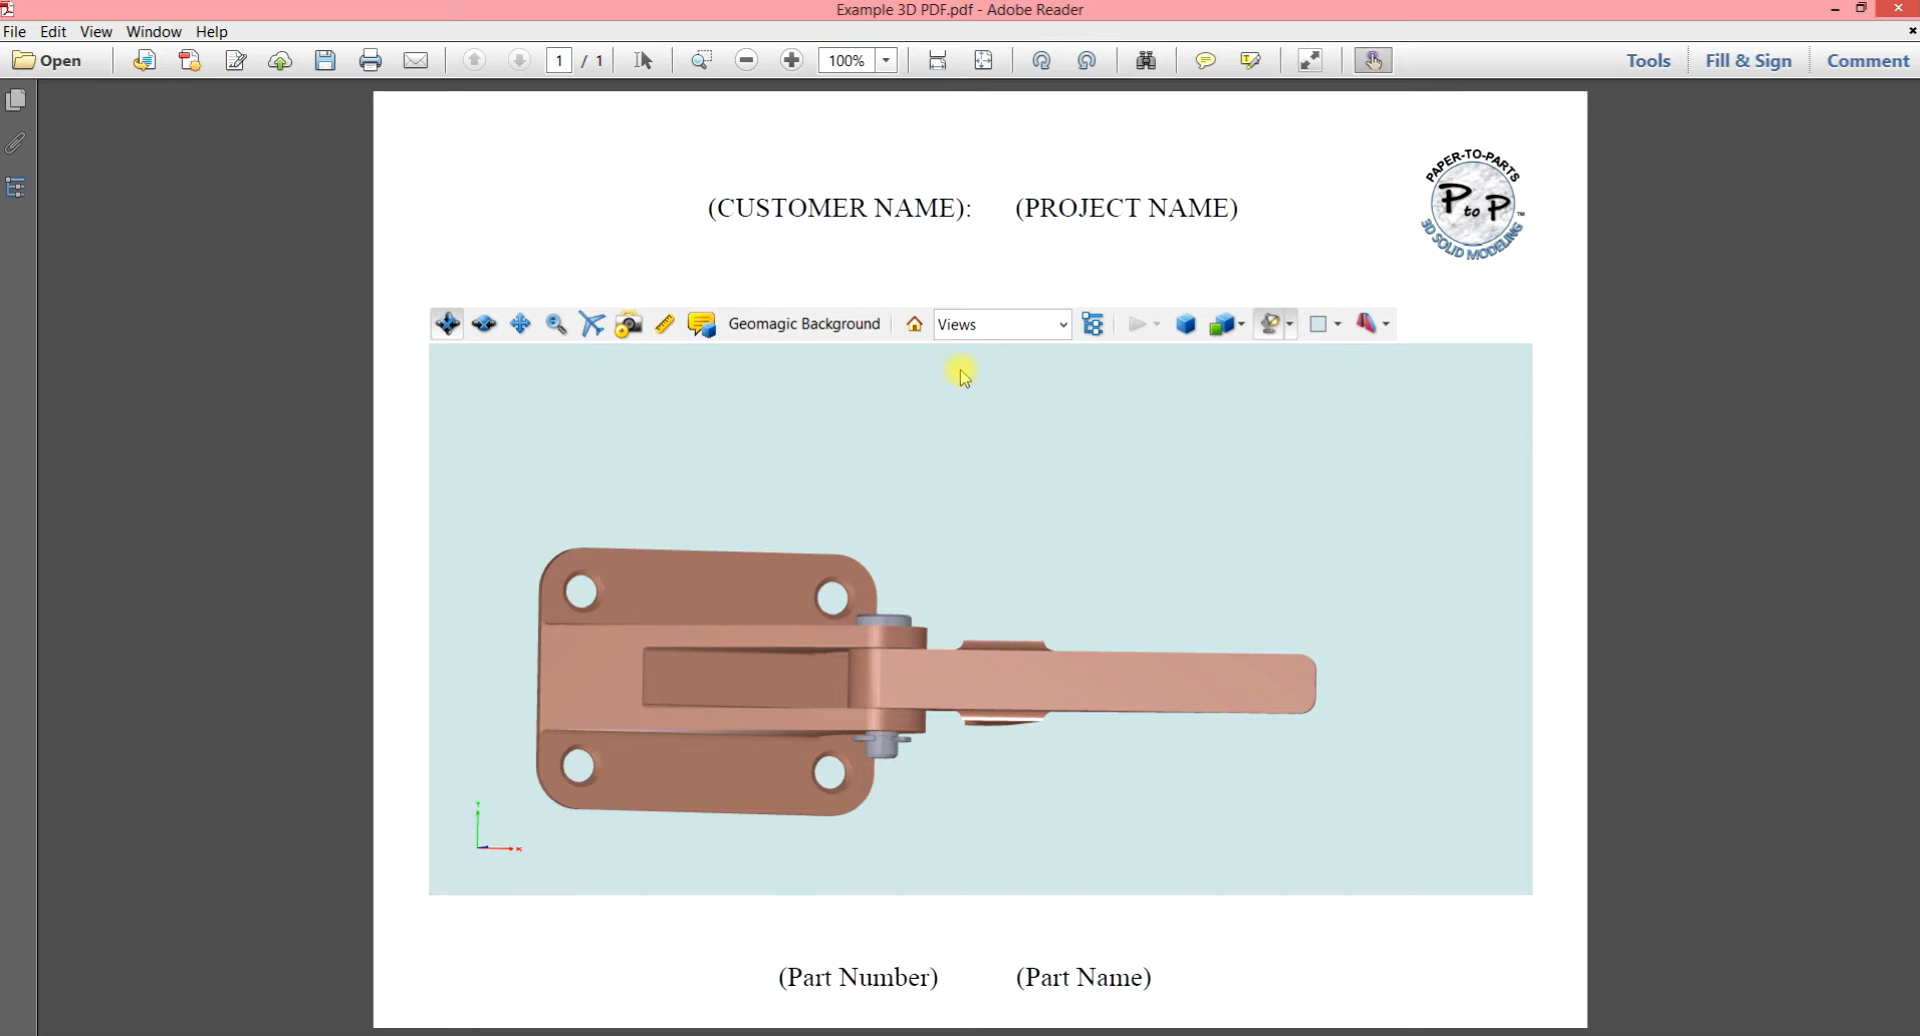 Example 3D PDF.pdf - Adobe Reader
File Edit View Window Help
Open 1 / 1 100% Tools Fill & Sign Comment
PAPER-TO-PARTS
P to P ™
3D SOLID MODELING
(CUSTOMER NAME): (PROJECT NAME)
Geomagic Background Views
Y
X
(Part Number) (Part Name)